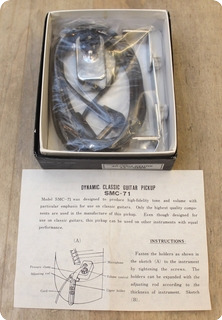 DYNAMIC CLASSIC GUITAR PICKUP
SMC-71
Model SMC-71 was designed to produce high-fidelity tone and volume with
particular emphasis for use on classic guitars. Only the highest quality compon-
ents are used in the manufacture of this pickup. Even though designed for
use on classic guitars, this pickup can be used on other instruments with equal
performance.
(A)
INSTRUCTIONS
Fasten the holders as shown in
the sketch (A) to the instrument
by tightening the screws. The
holders can be expanded with the
adjusting rod according to the
thickness of instrument. Sketch
(B).